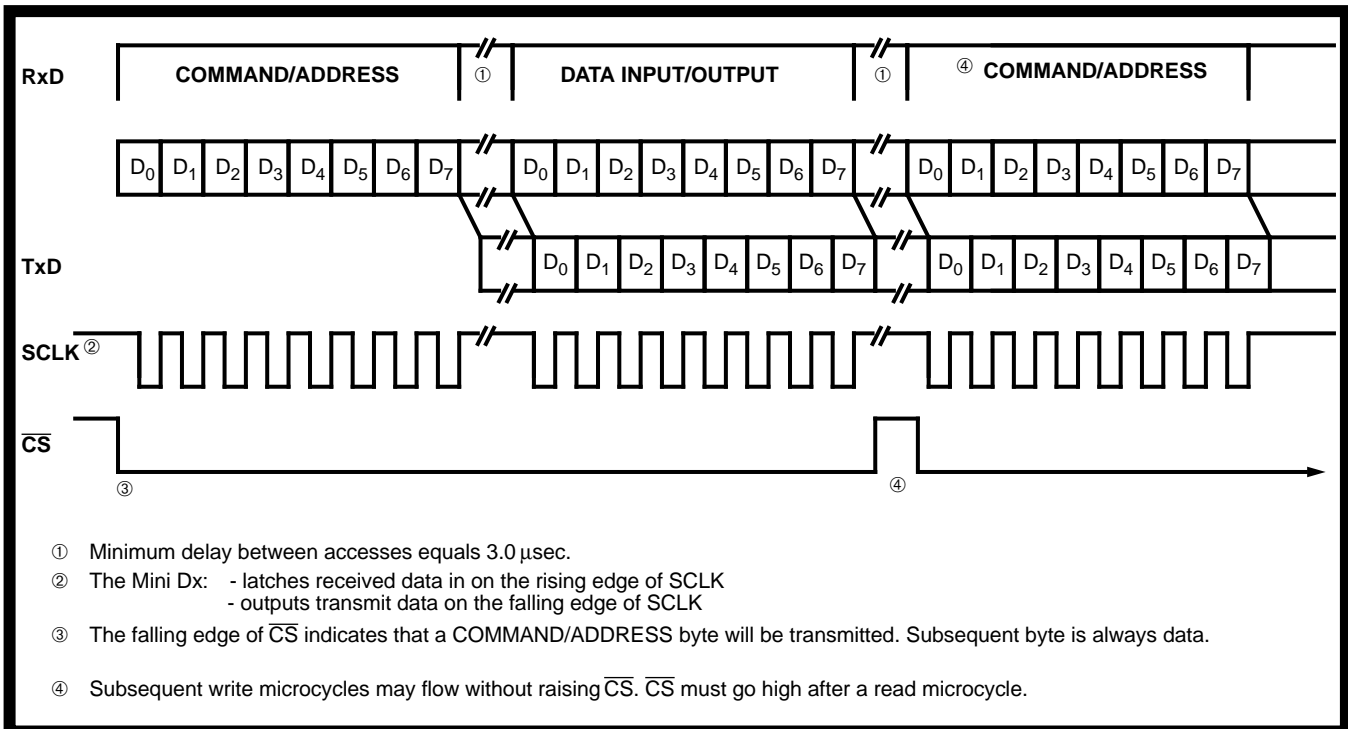 RxD COMMAND/ADDRESS ① DATA INPUT/OUTPUT ① ④ COMMAND/ADDRESS
D0 D1 D2 D3 D4 D5 D6 D7 D0 D1 D2 D3 D4 D5 D6 D7 D0 D1 D2 D3 D4 D5 D6 D7
TxD D0 D1 D2 D3 D4 D5 D6 D7 D0 D1 D2 D3 D4 D5 D6 D7
SCLK ②
C̅S̅
③ ④
① Minimum delay between accesses equals 3.0 µsec.
② The Mini Dx: - latches received data in on the rising edge of SCLK
- outputs transmit data on the falling edge of SCLK
③ The falling edge of C̅S̅ indicates that a COMMAND/ADDRESS byte will be transmitted. Subsequent byte is always data.
④ Subsequent write microcycles may flow without raising C̅S̅. C̅S̅ must go high after a read microcycle.